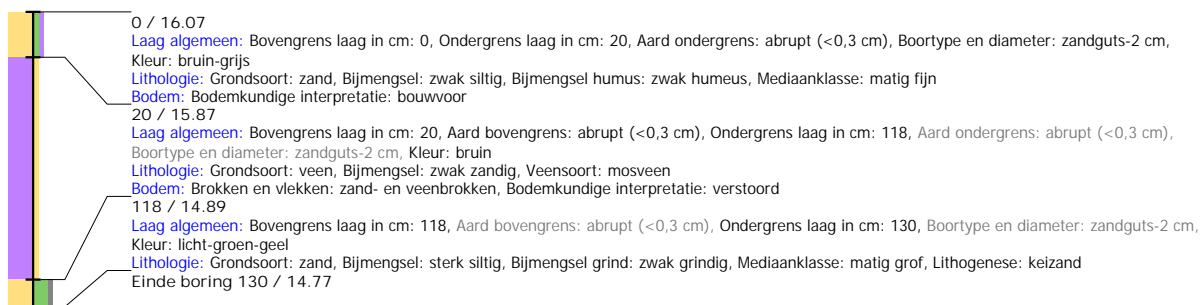 0 / 16.07
Laag algemeen: Bovengrens laag in cm: 0, Ondergrens laag in cm: 20, Aard ondergrens: abrupt (<0,3 cm), Boortype en diameter: zandguts-2 cm,
Kleur: bruin-grijs
Lithologie: Grondsoort: zand, Bijmengsel: zwak siltig, Bijmengsel humus: zwak humeus, Mediaanklasse: matig fijn
Bodem: Bodemkundige interpretatie: bouwvoor
20 / 15.87
Laag algemeen: Bovengrens laag in cm: 20, Aard bovengrens: abrupt (<0,3 cm), Ondergrens laag in cm: 118, Aard ondergrens: abrupt (<0,3 cm),
Boortype en diameter: zandguts-2 cm, Kleur: bruin
Lithologie: Grondsoort: veen, Bijmengsel: zwak zandig, Veensoort: mosveen
Bodem: Brokken en vlekken: zand- en veenbrokken, Bodemkundige interpretatie: verstoord
118 / 14.89
Laag algemeen: Bovengrens laag in cm: 118, Aard bovengrens: abrupt (<0,3 cm), Ondergrens laag in cm: 130, Boortype en diameter: zandguts-2 cm,
Kleur: licht-groen-geel
Lithologie: Grondsoort: zand, Bijmengsel: sterk siltig, Bijmengsel grind: zwak grindig, Mediaanklasse: matig grof, Lithogenese: keizand
Einde boring 130 / 14.77